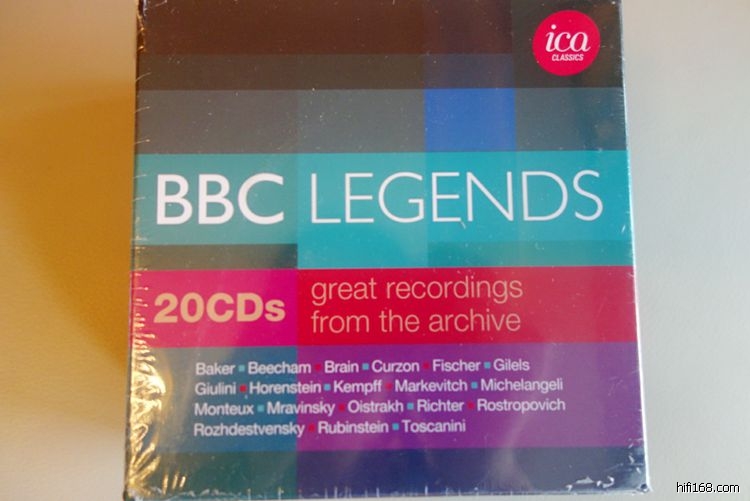 ica
CLASSICS
BBC LEGENDS
20CDs
great recordings
from the archive
Baker ▪ Beecham ▪ Brain ▪ Curzon ▪ Fischer ▪ Gilels
Giulini ▪ Horenstein ▪ Kempff ▪ Markevitch ▪ Michelangeli
Monteux ▪ Mravinsky ▪ Oistrakh ▪ Richter ▪ Rostropovich
Rozhdestvensky ▪ Rubinstein ▪ Toscanini
hifi168.com